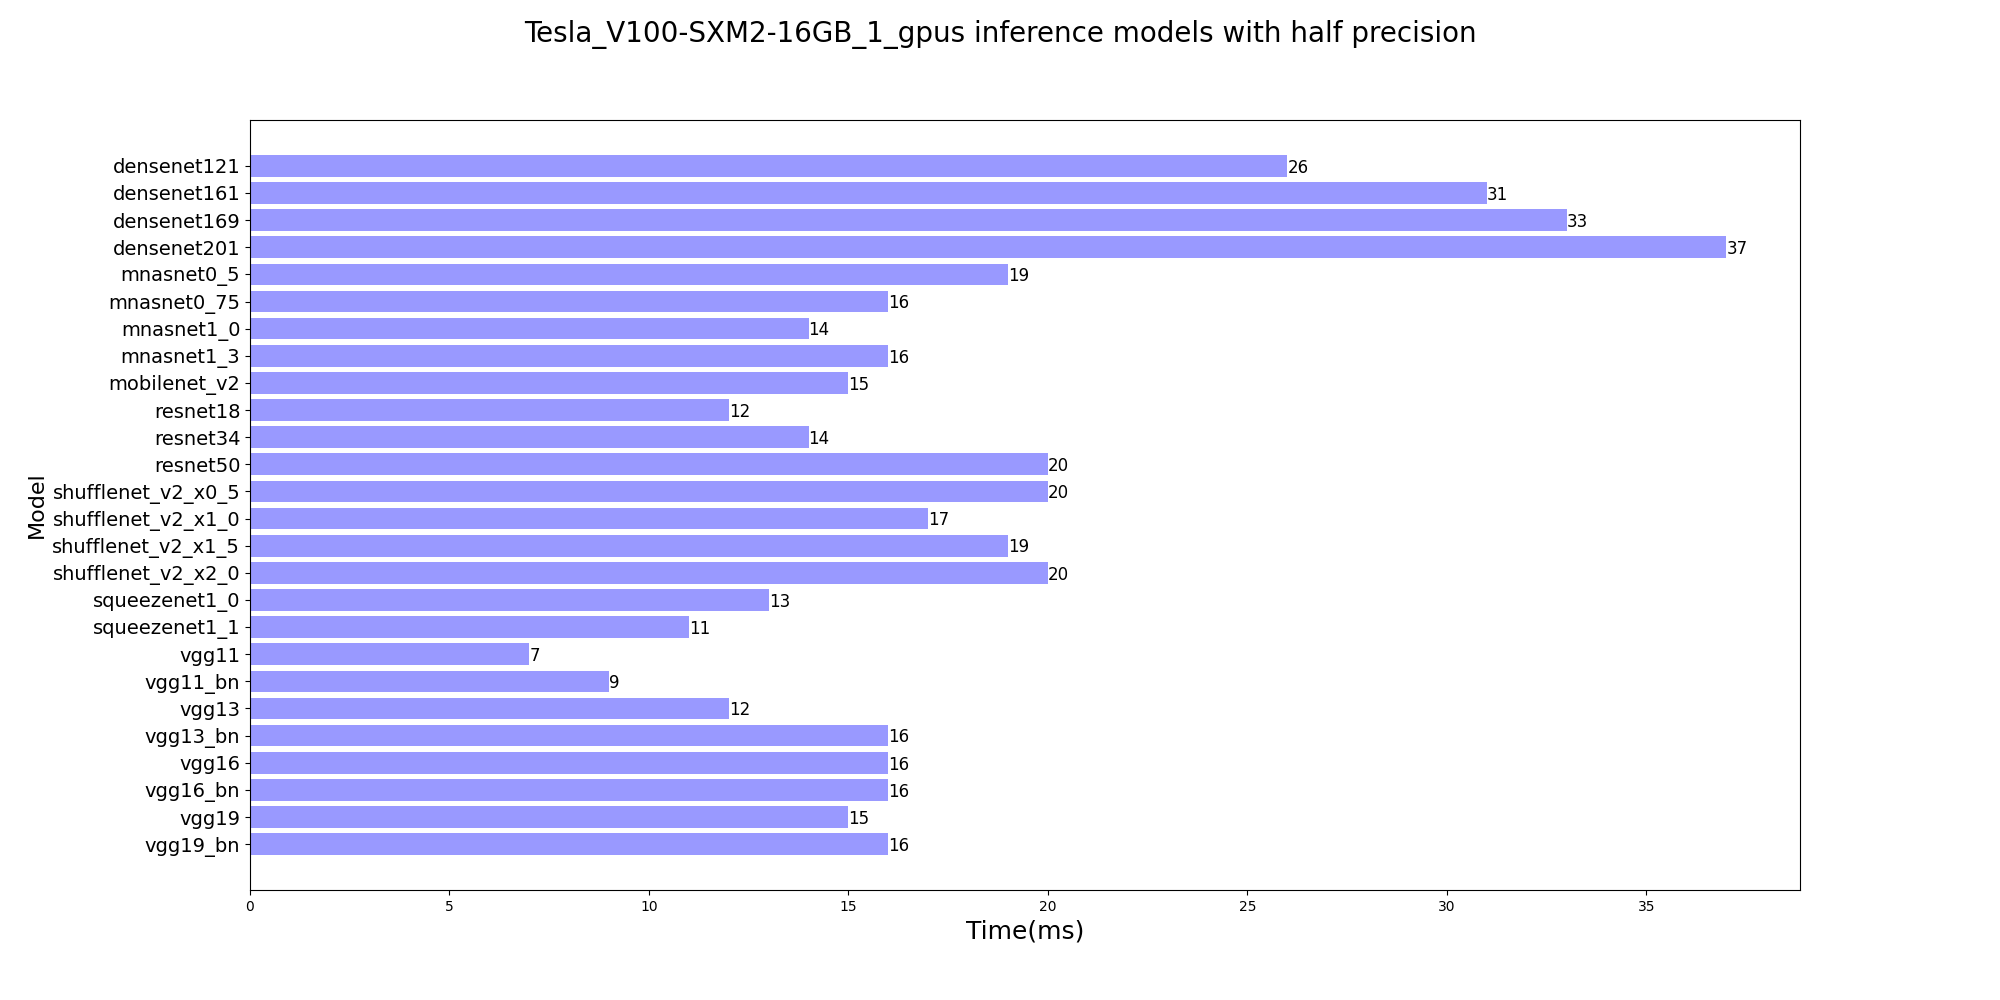 Tesla_V100-SXM2-16GB_1_gpus inference models with half precision
densenet121 26
densenet161 31
densenet169 33
densenet201 37
mnasnet0_5 19
mnasnet0_75 16
mnasnet1_0 14
mnasnet1_3 16
mobilenet_v2 15
resnet18 12
resnet34 14
resnet50 20
shufflenet_v2_x0_5 20
shufflenet_v2_x1_0 17
shufflenet_v2_x1_5 19
shufflenet_v2_x2_0 20
squeezenet1_0 13
squeezenet1_1 11
vgg11 7
vgg11_bn 9
vgg13 12
vgg13_bn 16
vgg16 16
vgg16_bn 16
vgg19 15
vgg19_bn 16
Model
0 5 10 15 20 25 30 35
Time(ms)